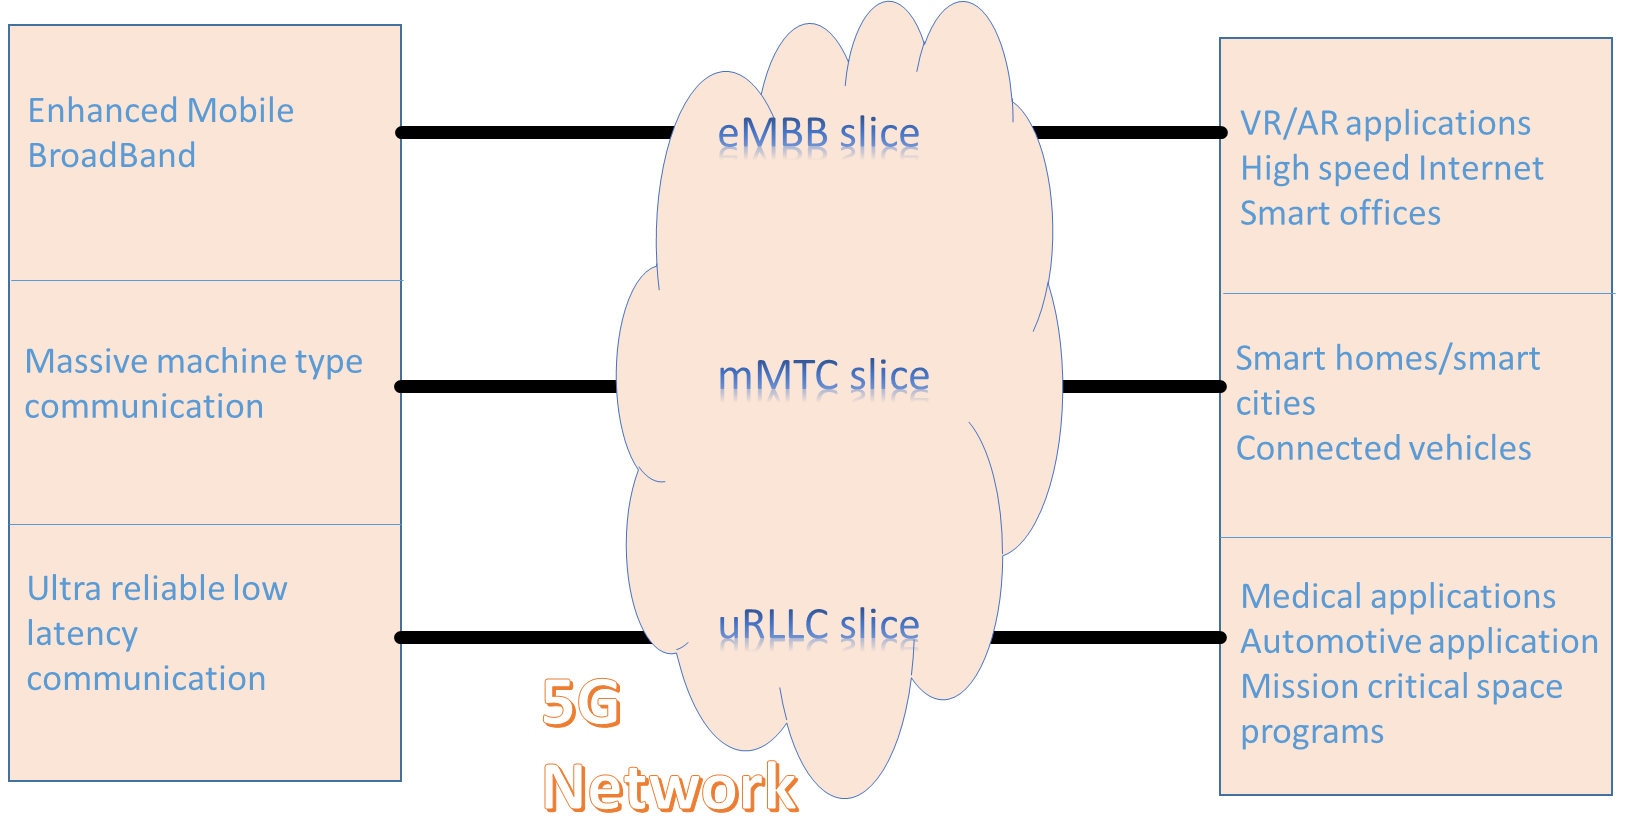 Enhanced Mobile
BroadBand
Massive machine type
communication
Ultra reliable low
latency
communication
eMBB slice
mMTC slice
uRLLC slice
5G
Network
VR/AR applications
High speed Internet
Smart offices
Smart homes/smart
cities
Connected vehicles
Medical applications
Automotive application
Mission critical space
programs